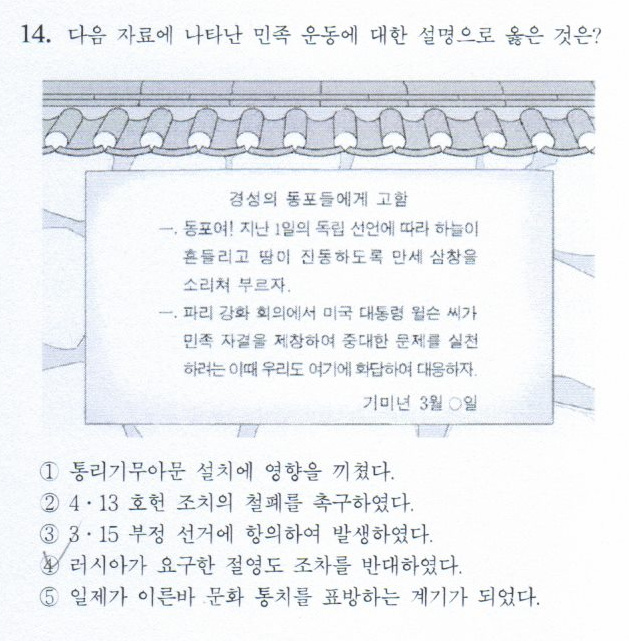 14. 다음 자료에 나타난 민족 운동에 대한 설명으로 옳은 것은?
경성의 동포들에게 고함
一. 동포여! 지난 1일의 독립 선언에 따라 하늘이
흔들리고 땅이 진동하도록 만세 삼창을
소리쳐 부르자.
一. 파리 강화 회의에서 미국 대통령 윌슨 씨가
민족 자결을 제창하여 중대한 문제를 실천
하려는 이때 우리도 여기에 화답하여 대응하자.
기미년 3월 ○일
① 통리기무아문 설치에 영향을 끼쳤다.
② 4·13 호헌 조치의 철폐를 촉구하였다.
③ 3·15 부정 선거에 항의하여 발생하였다.
④ 러시아가 요구한 절영도 조차를 반대하였다.
⑤ 일제가 이른바 문화 통치를 표방하는 계기가 되었다.